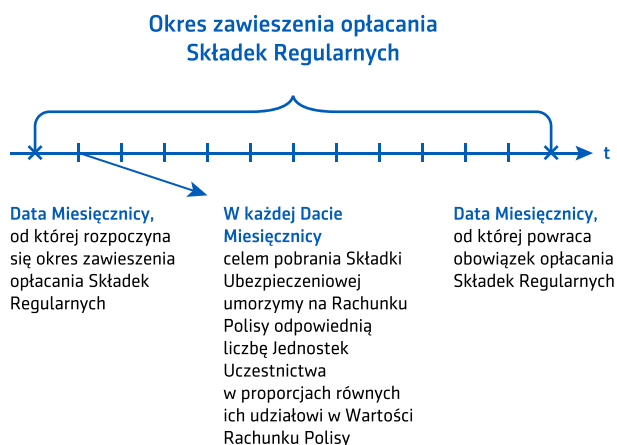 Okres zawieszenia opłacania
Składek Regularnych
t
Data Miesięcznicy,
od której rozpoczyna
się okres zawieszenia
opłacania Składek
Regularnych
W każdej Dacie
Miesięcznicy
celem pobrania Składki
Ubezpieczeniowej
umorzymy na Rachunku
Polisy odpowiednią
liczbę Jednostek
Uczestnictwa
w proporcjach równych
ich udziałowi w Wartości
Rachunku Polisy
Data Miesięcznicy,
od której powraca
obowiązek opłacania
Składek Regularnych